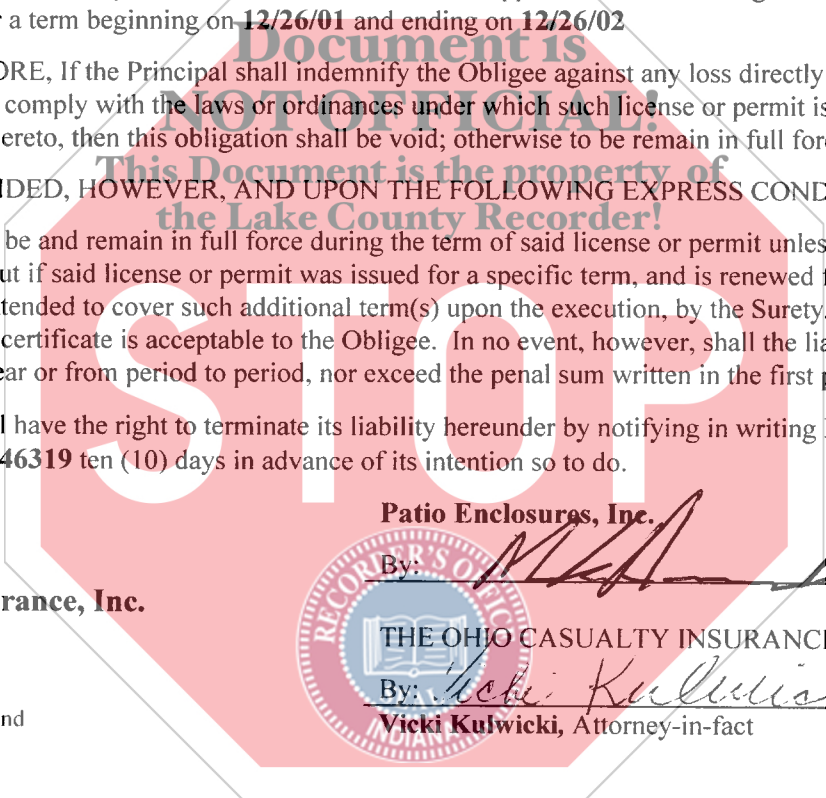 a term beginning on 12/26/01 and ending on 12/26/02
Document is
ORE, If the Principal shall indemnify the Obligee against any loss directly
NOT OFFICIAL!
comply with the laws or ordinances under which such license or permit is
ereto, then this obligation shall be void; otherwise to be remain in full for
This Document is the property of
IDED, HOWEVER, AND UPON THE FOLLOWING EXPRESS COND
the Lake County Recorder!
be and remain in full force during the term of said license or permit unles
ut if said license or permit was issued for a specific term, and is renewed
tended to cover such additional term(s) upon the execution, by the Surety.
certificate is acceptable to the Obligee. In no event, however, shall the lia
STOP
ear or from period to period, nor exceed the penal sum written in the first p
l have the right to terminate its liability hereunder by notifying in writing
46319 ten (10) days in advance of its intention so to do.
Patio Enclosures, Inc.
By:
RECORDER'S OFFIC
rance, Inc.
THE OHIO CASUALTY INSURANC
By: Vicki Kulwicki
SEAL
nd
Vicki Kulwicki, Attorney-in-fact
INDIANA